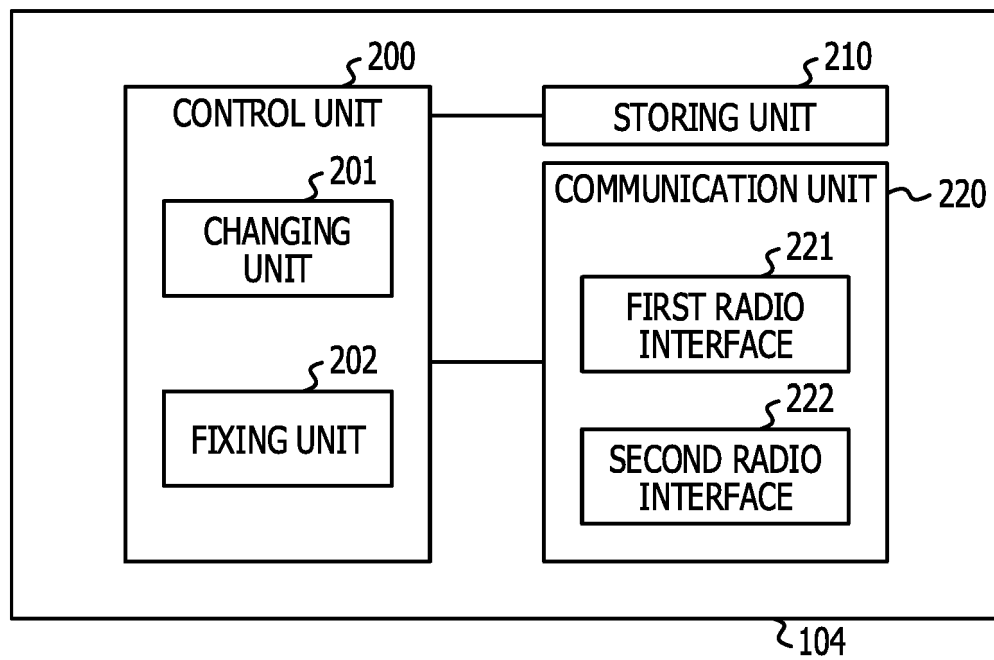 200
CONTROL UNIT
201
CHANGING
UNIT
202
FIXING UNIT
210
STORING UNIT
COMMUNICATION UNIT
220
221
FIRST RADIO
INTERFACE
222
SECOND RADIO
INTERFACE
104